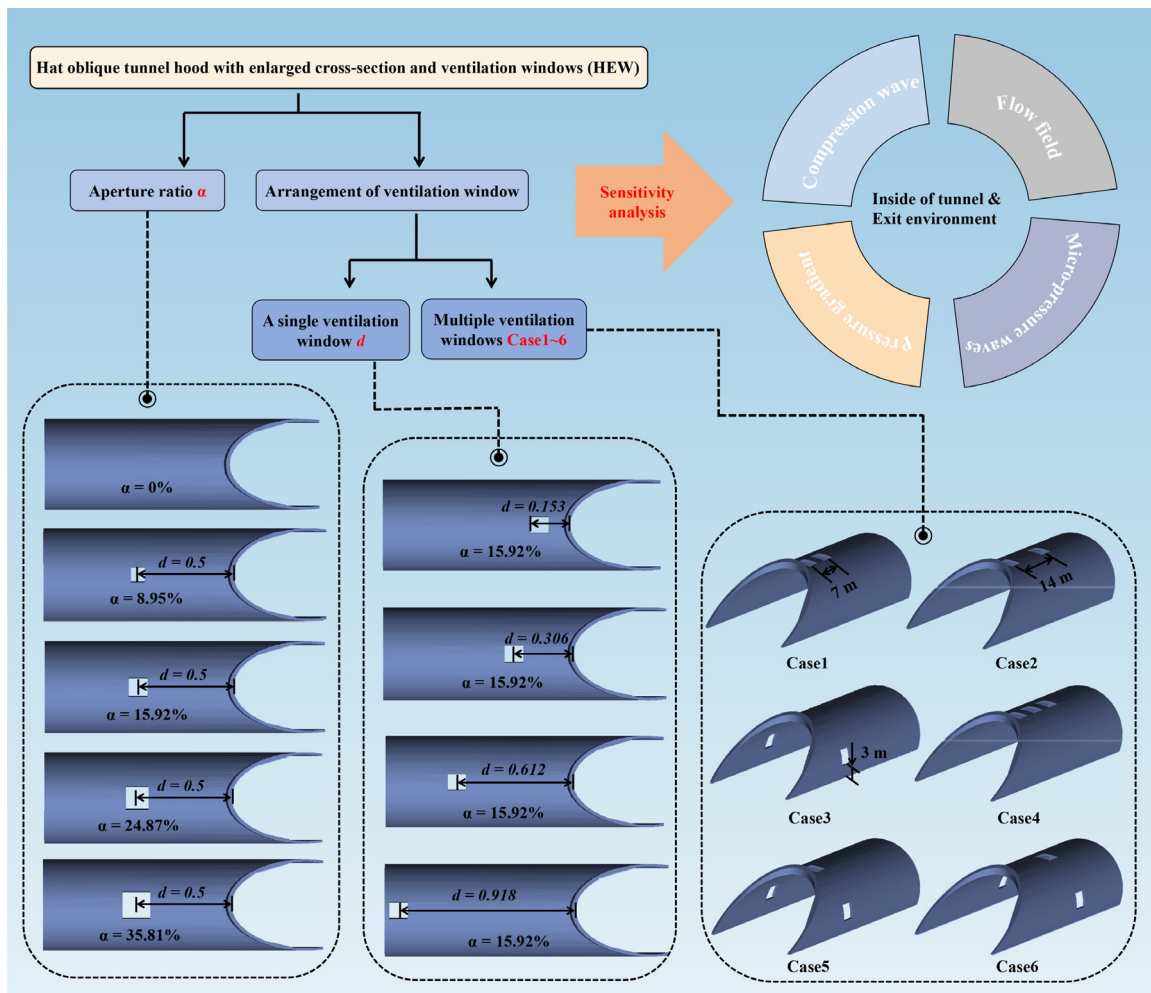 Hat oblique tunnel hood with enlarged cross-section and ventilation windows (HEW)
Aperture ratio α
Arrangement of ventilation window
A single ventilation
window d
Multiple ventilation
windows Case1~6
Sensitivity
analysis
Compression wave
Flow field
Pressure gradient
Micro-pressure waves
Inside of tunnel &
Exit environment
α = 0%
d = 0.5
α = 8.95%
d = 0.5
α = 15.92%
d = 0.5
α = 24.87%
d = 0.5
α = 35.81%
d = 0.153
α = 15.92%
d = 0.306
α = 15.92%
d = 0.612
α = 15.92%
d = 0.918
α = 15.92%
7 m
Case1
14 m
Case2
3 m
Case3
Case4
Case5
Case6